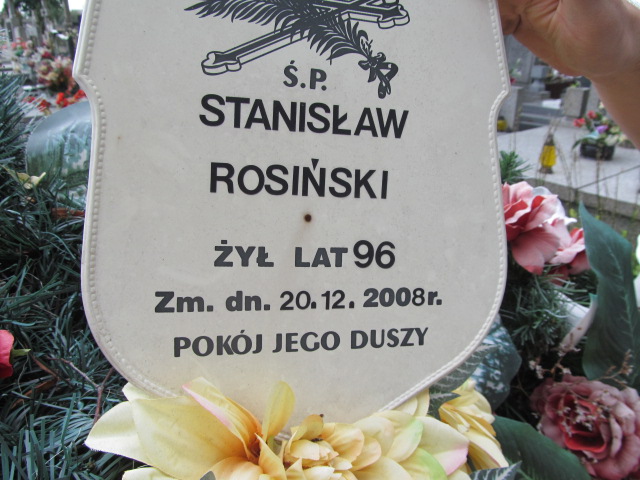 Ś.P.
STANISŁAW
ROSIŃSKI
ŻYŁ LAT 96
Zm. dn. 20.12.2008r.
POKÓJ JEGO DUSZY